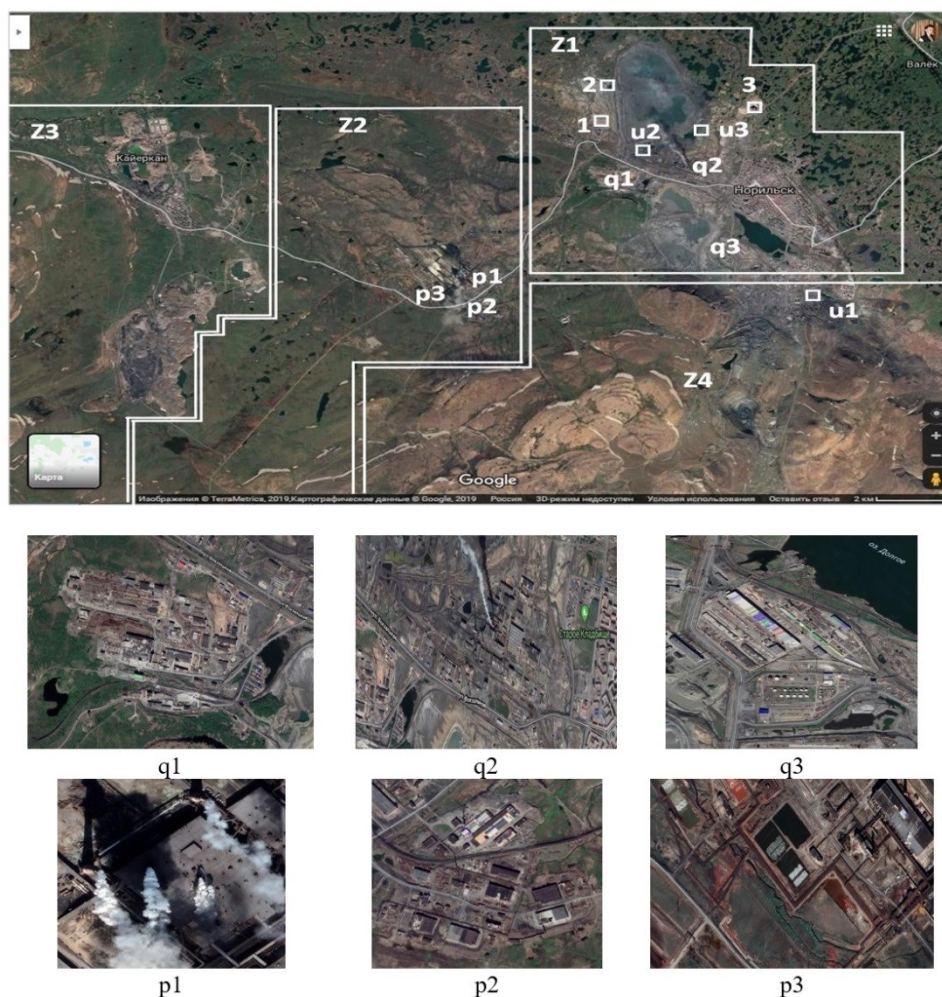 Z1
Валёк
2
3
Z3
Z2
1
u2
u3
Кайеркан
q2
q1
Норильск
q3
p1
p3
p2
u1
Z4
Карта
Google
Изображения © TerraMetrics, 2019,Картографические данные © Google, 2019 Россия 3D-режим недоступен Условия использования Оставить отзыв 2 км
оз. Долгое
Старое Кладбище
q1 q2 q3
p1 p2 p3